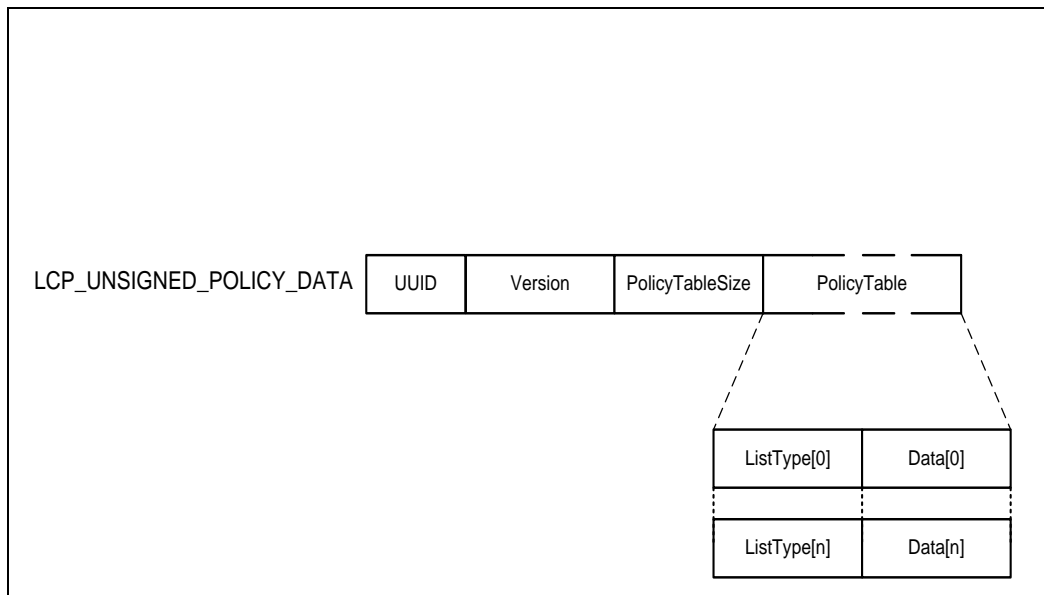 LCP_UNSIGNED_POLICY_DATA UUID Version PolicyTableSize PolicyTable
ListType[0] Data[0]
ListType[n] Data[n]